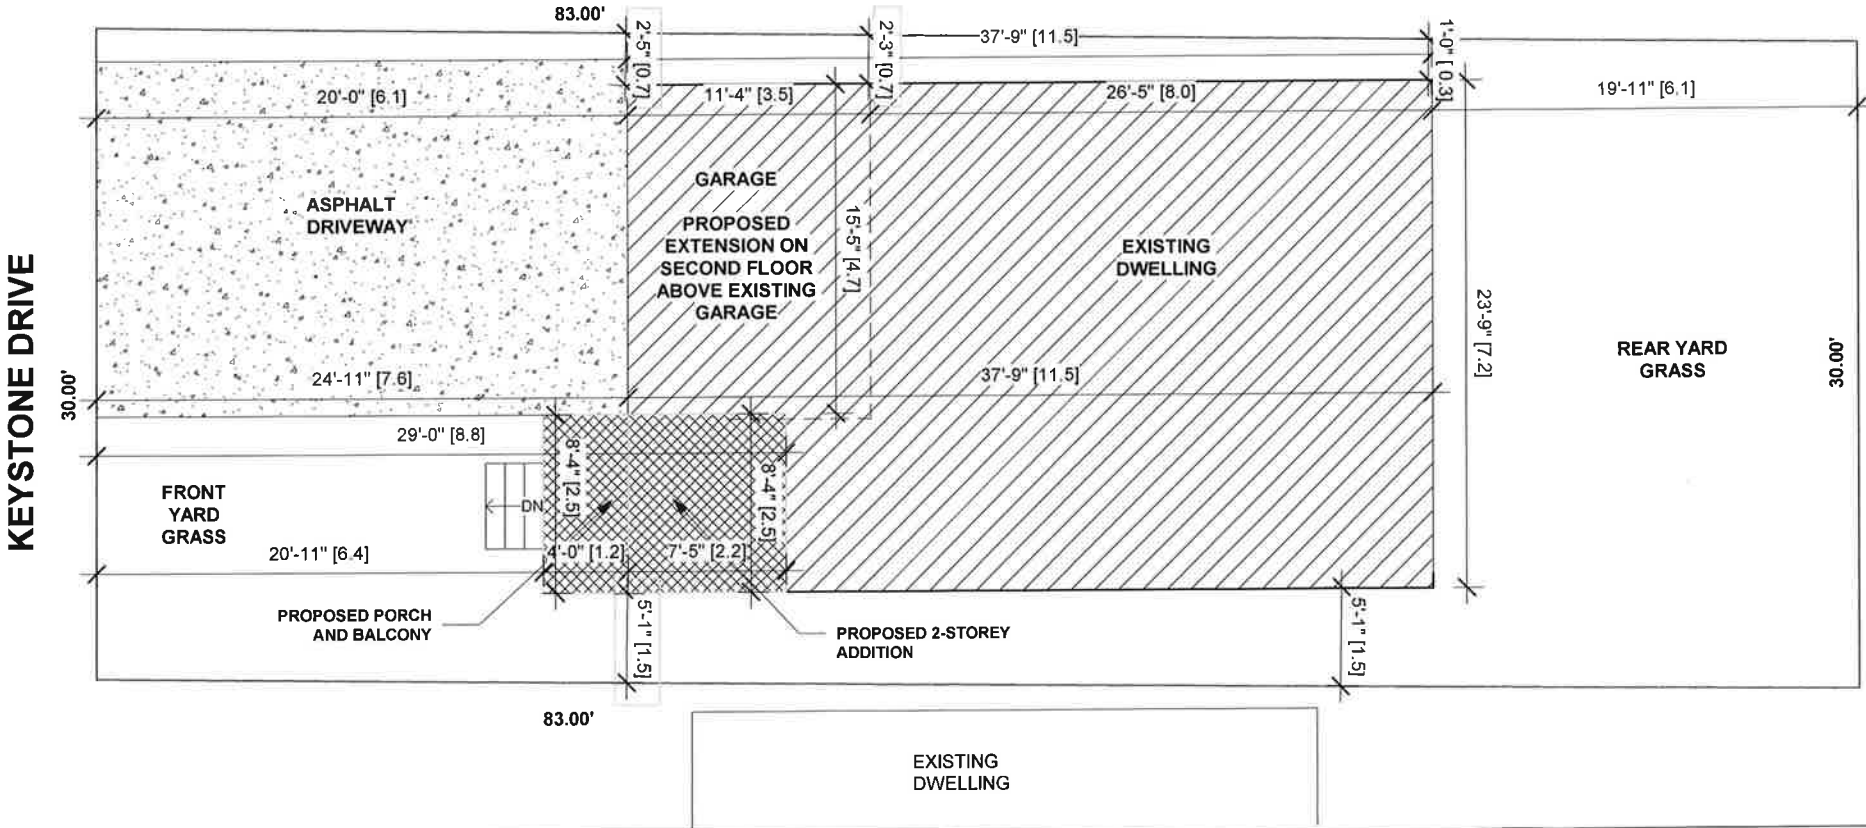 83.00'
2'-5" [0.7]
2'-3" [0.7]
37'-9" [11.5]
1'-0" [ 0.3]
20'-0" [6.1]
11'-4" [3.5]
26'-5" [8.0]
19'-11" [6.1]
ASPHALT
DRIVEWAY
GARAGE
PROPOSED
EXTENSION ON
SECOND FLOOR
ABOVE EXISTING
GARAGE
15'-5" [4.7]
EXISTING
DWELLING
23'-9" [7.2]
REAR YARD
GRASS
30.00'
KEYSTONE DRIVE
30.00'
24'-11" [7.6]
37'-9" [11.5]
29'-0" [8.8]
8'-4" [2.5]
8'-4" [2.5]
FRONT
YARD
GRASS
DN
20'-11" [6.4]
4'-0" [1.2]
7'-5" [2.2]
PROPOSED PORCH
AND BALCONY
5'-1" [1.5]
PROPOSED 2-STOREY
ADDITION
5'-1" [1.5]
83.00'
EXISTING
DWELLING